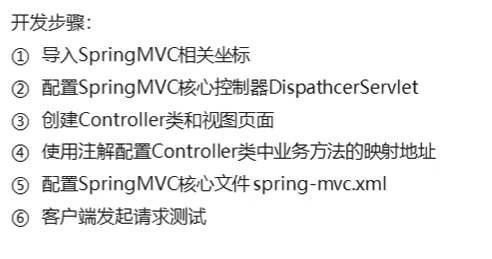 开发步骤：
① 导入SpringMVC相关坐标
② 配置SpringMVC核心控制器DispathcerServlet
③ 创建Controller类和视图页面
④ 使用注解配置Controller类中业务方法的映射地址
⑤ 配置SpringMVC核心文件 spring-mvc.xml
⑥ 客户端发起请求测试